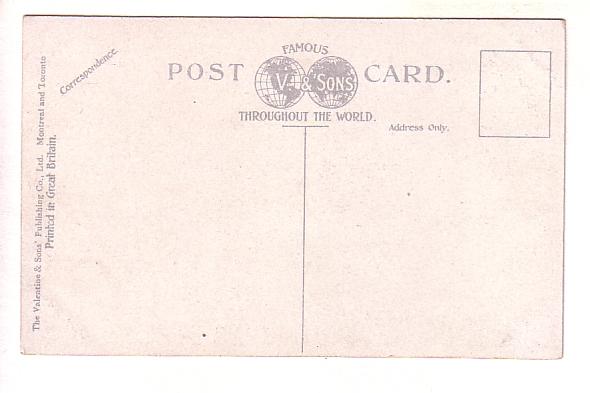 FAMOUS
POST V. & SONS CARD.
THROUGHOUT THE WORLD.
Correspondence.
Address Only.
The Valentine & Sons' Publishing Co., Ltd. Montreal and Toronto
Printed in Great Britain.